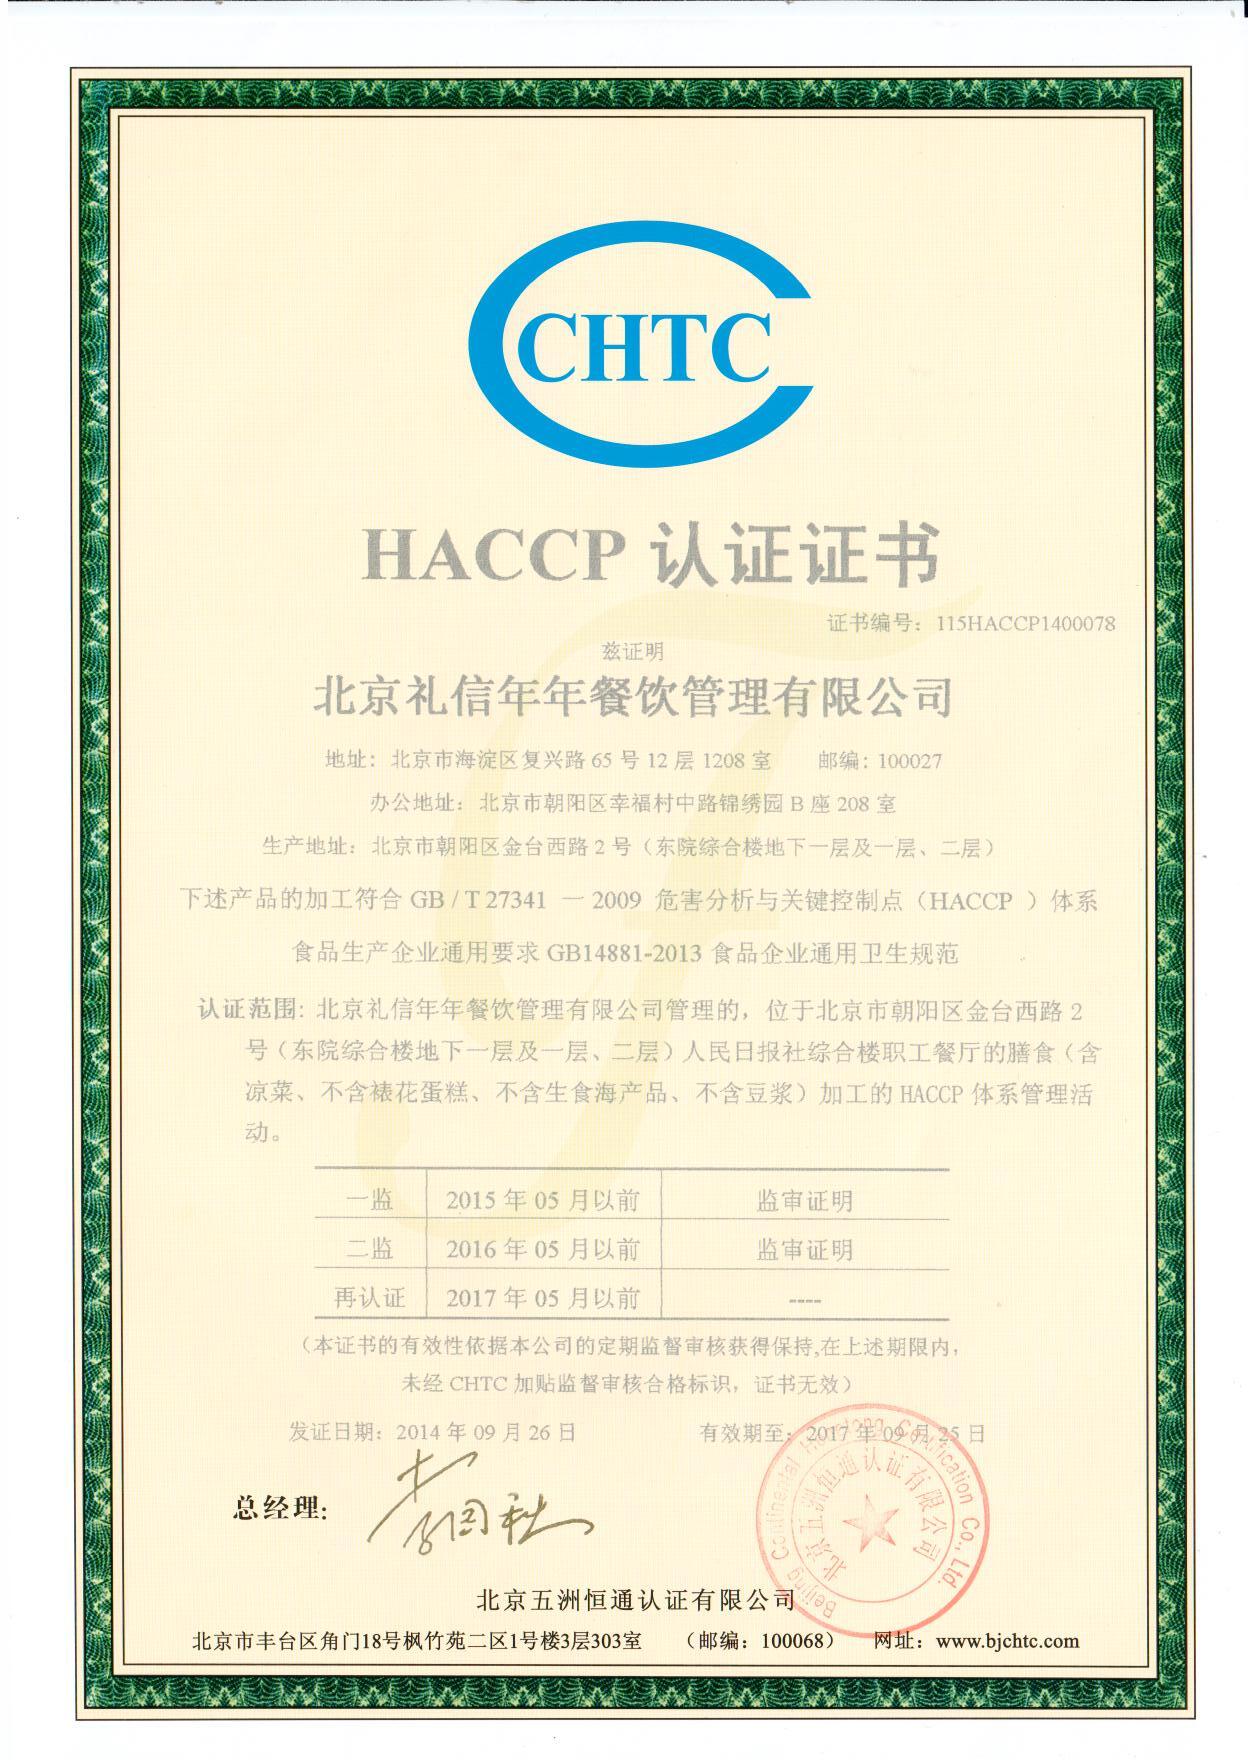 CHTC
HACCP 认证证书
证书编号：115HACCP1400078
兹证明
北京礼信年年餐饮管理有限公司
地址：北京市海淀区复兴路 65 号 12 层 1208 室 邮编：100027
办公地址：北京市朝阳区幸福村中路锦绣园 B 座 208 室
生产地址：北京市朝阳区金台西路 2 号（东院综合楼地下一层及一层、二层）
下述产品的加工符合 GB / T 27341 — 2009 危害分析与关键控制点（HACCP ）体系
食品生产企业通用要求 GB14881-2013 食品企业通用卫生规范
认证范围：北京礼信年年餐饮管理有限公司管理的，位于北京市朝阳区金台西路 2
号（东院综合楼地下一层及一层、二层）人民日报社综合楼职工餐厅的膳食（含
凉菜、不含裱花蛋糕、不含生食海产品、不含豆浆）加工的 HACCP 体系管理活
动。
一监 2015 年 05 月以前 监审证明
二监 2016 年 05 月以前 监审证明
再认证 2017 年 05 月以前 ----
（本证书的有效性依据本公司的定期监督审核获得保持,在上述期限内，
未经 CHTC 加贴监督审核合格标识，证书无效）
发证日期：2014 年 09 月 26 日 有效期至：2017 年 09 月 25 日
总经理：
Beijing Continental Hengtong Certification Co., Ltd.
北京五洲恒通认证有限公司
北京五洲恒通认证有限公司
北京市丰台区角门18号枫竹苑二区1号楼3层303室 （邮编：100068） 网址：www.bjchtc.com